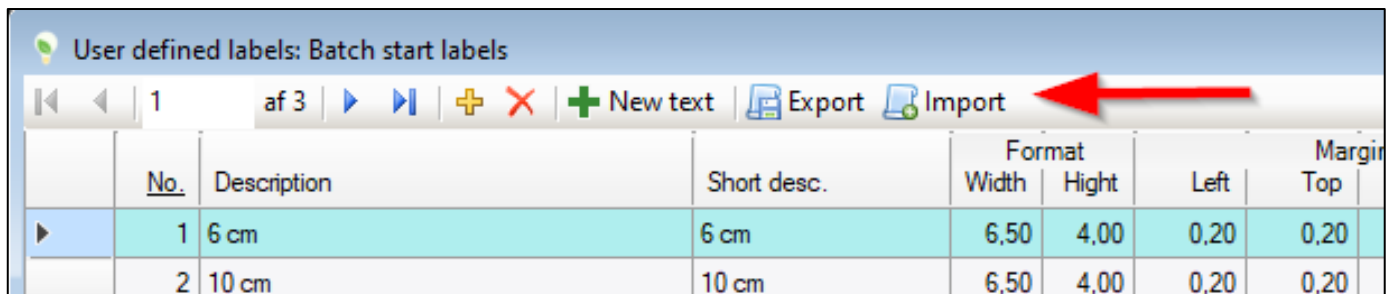 User defined labels: Batch start labels
1 af 3 New text Export Import
Format Margin
No. Description Short desc. Width Hight Left Top
1 6 cm 6 cm 6,50 4,00 0,20 0,20
2 10 cm 10 cm 6,50 4,00 0,20 0,20